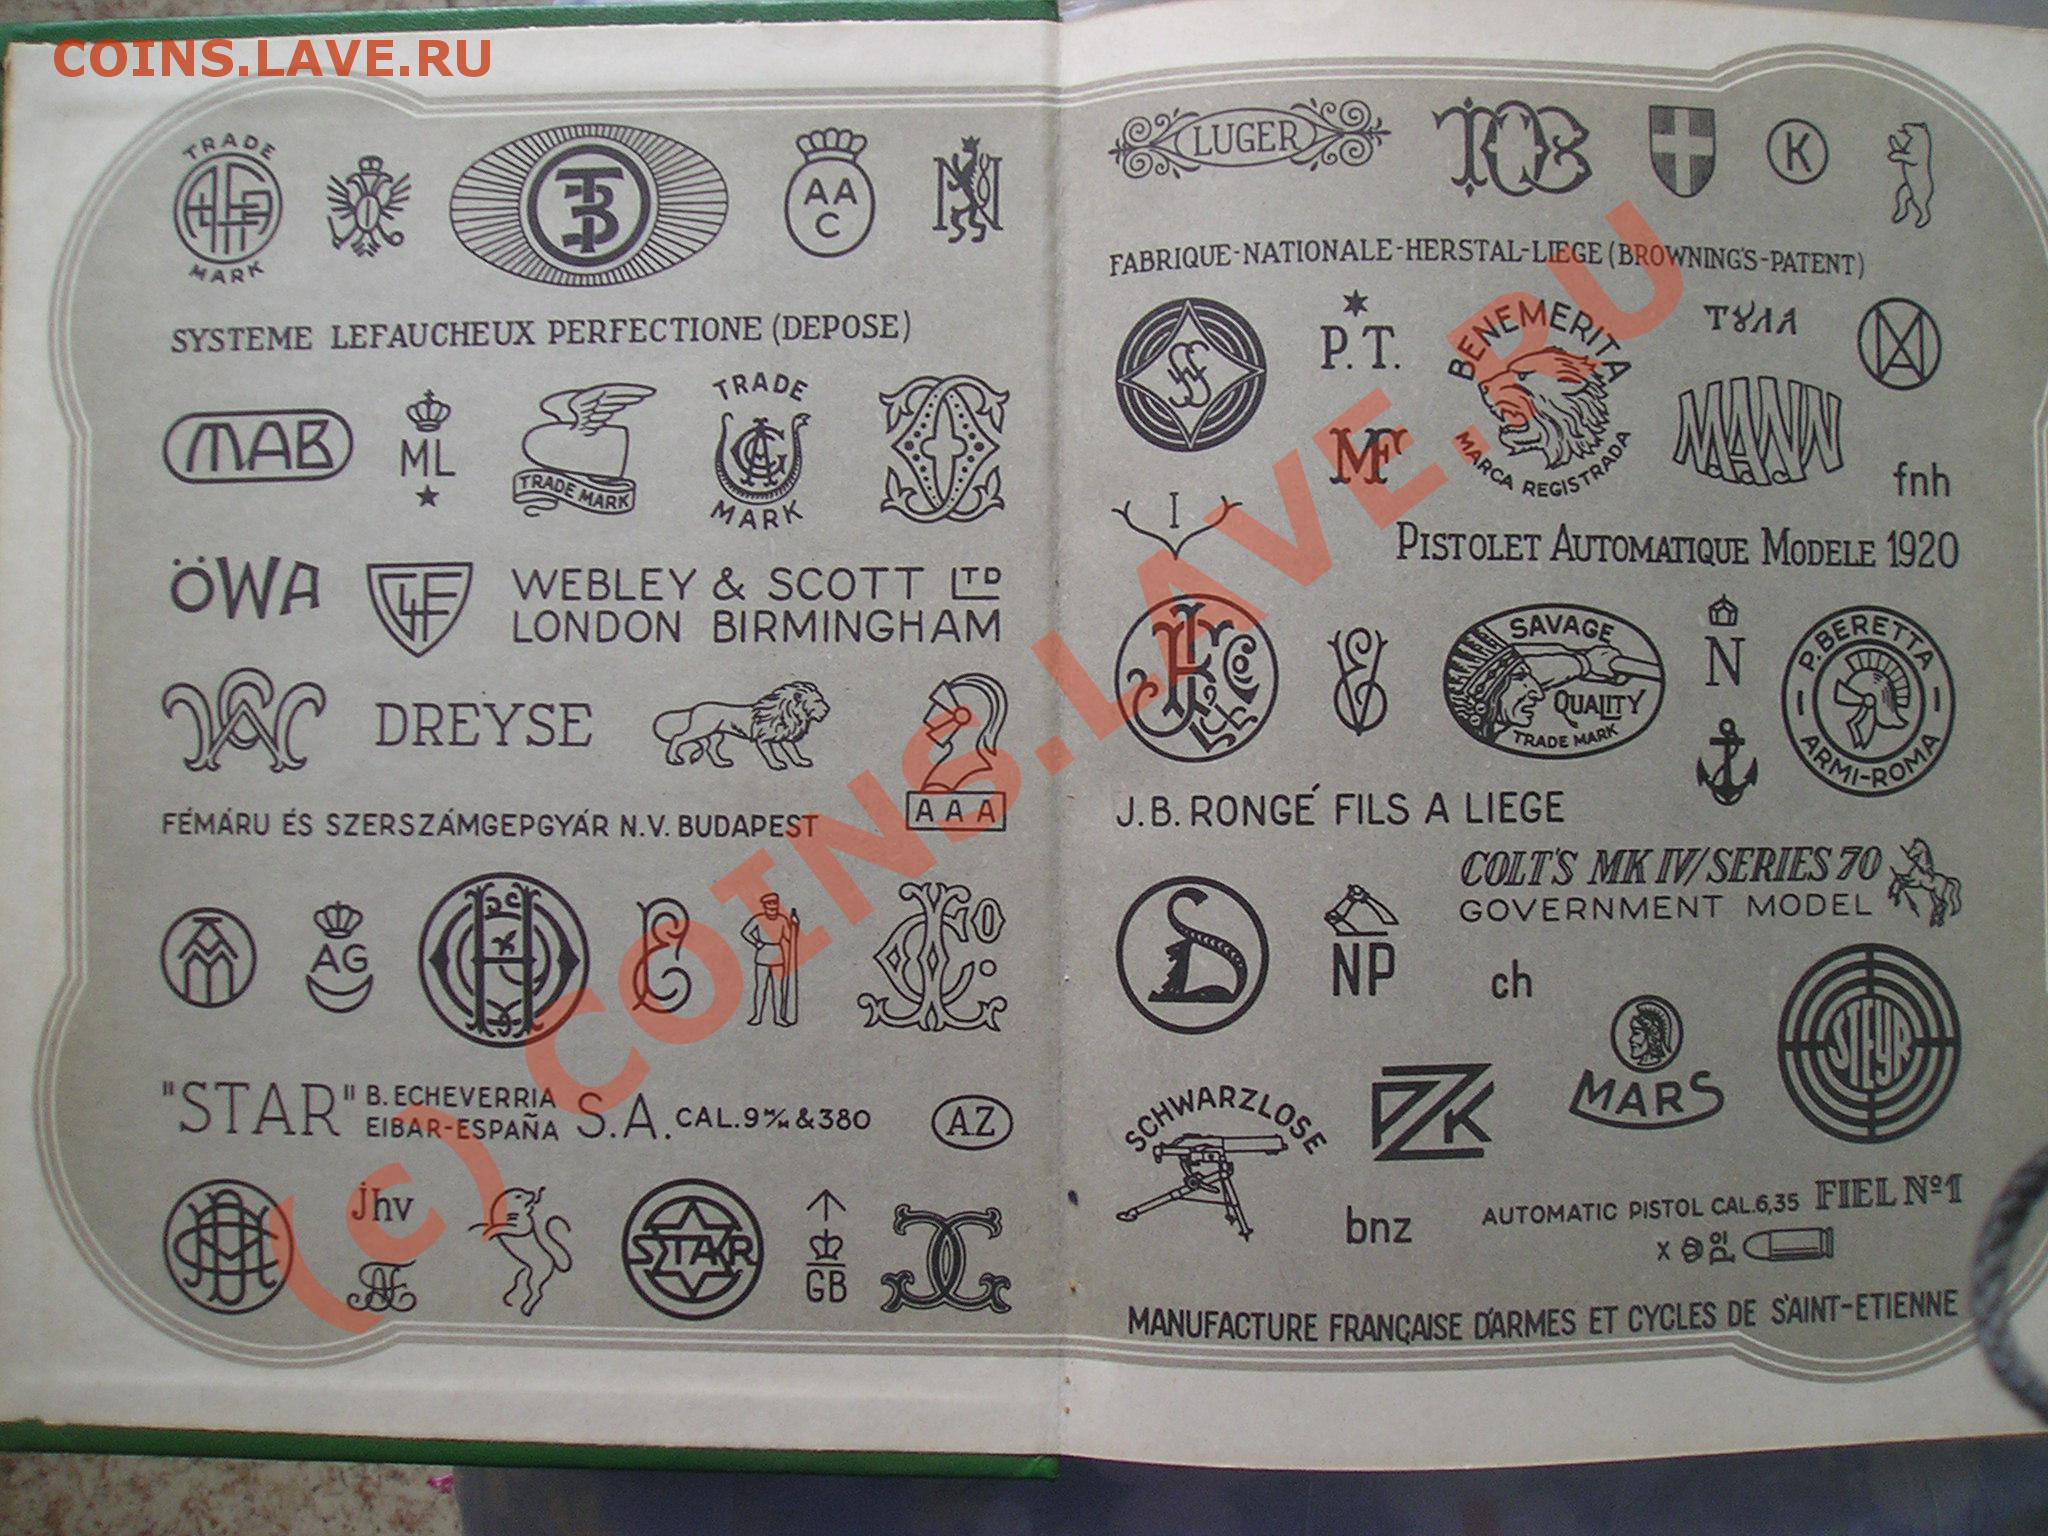 COINS.LAVE.RU
TRADE
MARK
AA
C
SYSTEME LEFAUCHEUX PERFECTIONE (DEPOSE)
MAB
ML
TRADE MARK
TRADE
MARK
ÖWA
WEBLEY & SCOTT LTD
LONDON BIRMINGHAM
DREYSE
FÉMÁRU ÉS SZERSZÁMGEPGYÁR N.V. BUDAPEST
AAA
AG
"STAR" B. ECHEVERRIA
EIBAR-ESPAÑA S.A. CAL. 9 m/m & 380
AZ
jhv
STAR
GB
LUGER
K
FABRIQUE-NATIONALE-HERSTAL-LIEGE (BROWNING'S-PATENT)
P.T.
BENEMERITA
MARCA REGISTRADA
MF
ТУЛА
MANN
fnh
I
PISTOLET AUTOMATIQUE MODELE 1920
SAVAGE
QUALITY
TRADE MARK
N
P. BERETTA
ARMI-ROMA
J.B. RONGÉ FILS A LIEGE
COLT'S MK IV/SERIES 70
GOVERNMENT MODEL
NP
ch
MARS
STEYR
SCHWARZLOSE
PZK
bnz
AUTOMATIC PISTOL CAL. 6,35 FIEL Nº1
MANUFACTURE FRANÇAISE D'ARMES ET CYCLES DE S'AINT-ETIENNE
(c) COINS.LAVE.RU